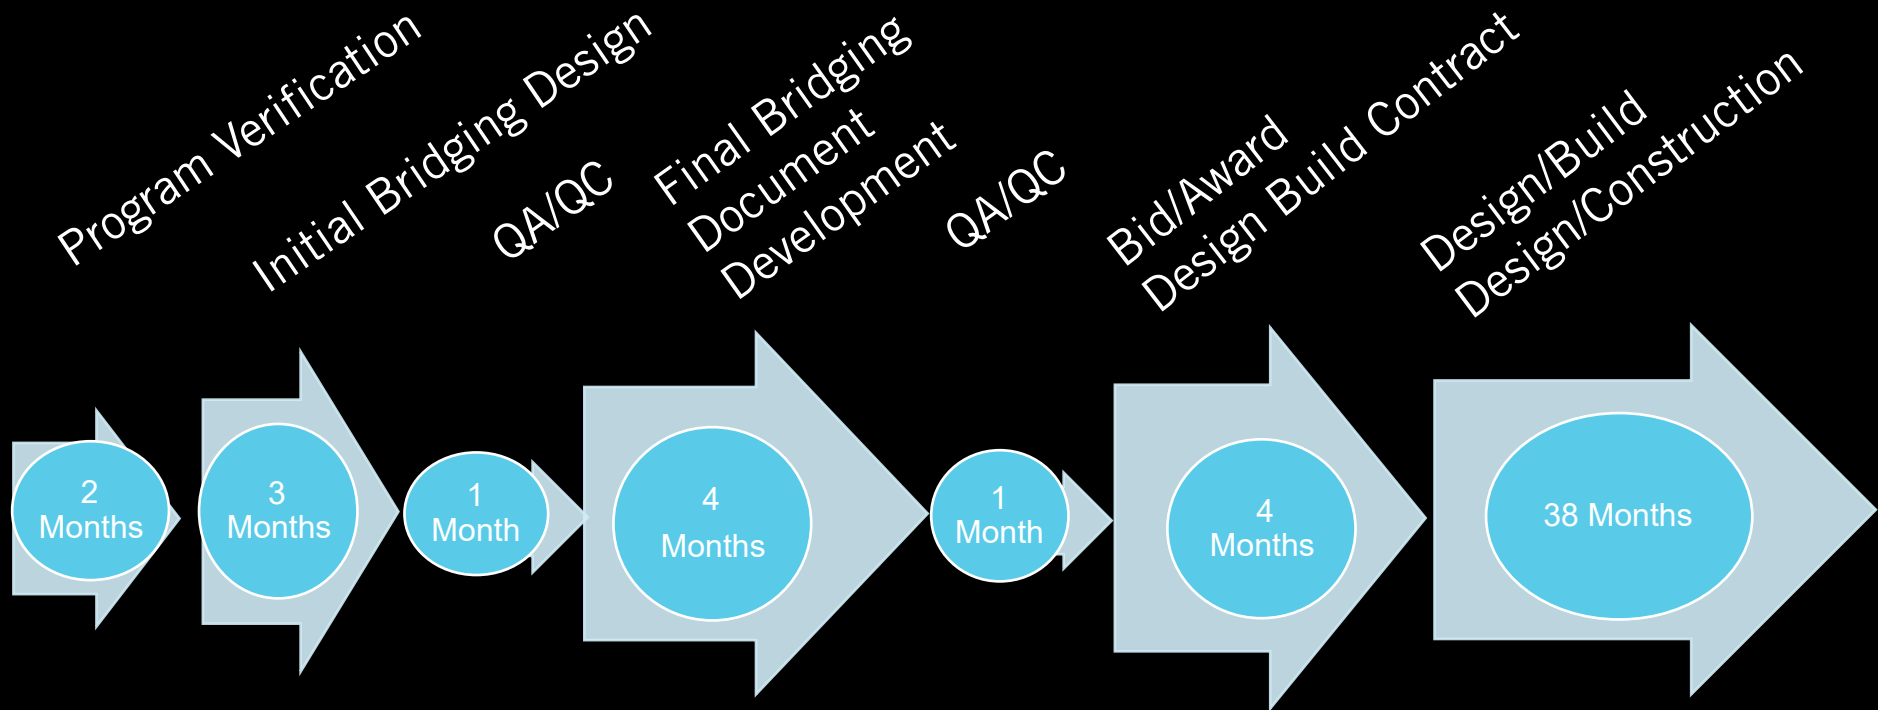 Program Verification
Initial Bridging Design
QA/QC
Final Bridging
Document
Development
QA/QC
Bid/Award
Design Build Contract
Design/Build
Design/Construction
2
Months
3
Months
1
Month
4
Months
1
Month
4
Months
38 Months